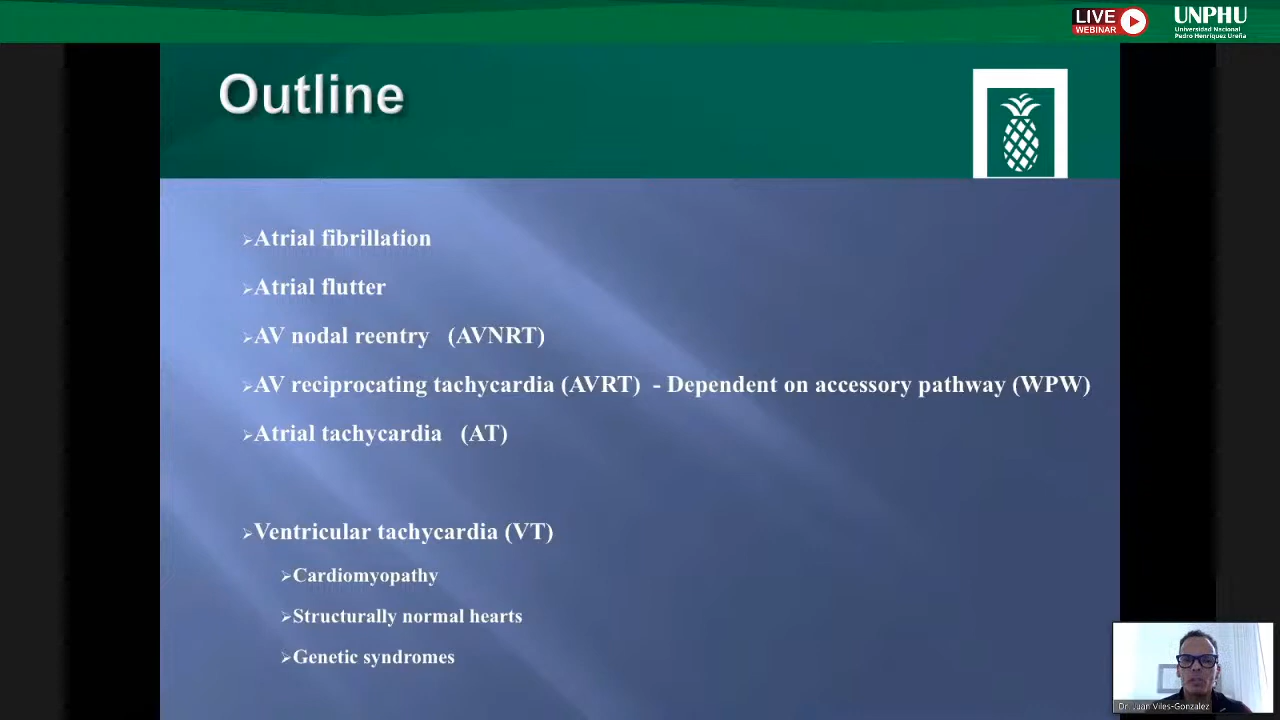 LIVE
WEBINAR
UNPHU
Universidad Nacional
Pedro Henríquez Ureña
Outline
➢Atrial fibrillation
➢Atrial flutter
➢AV nodal reentry (AVNRT)
➢AV reciprocating tachycardia (AVRT) - Dependent on accessory pathway (WPW)
➢Atrial tachycardia (AT)
➢Ventricular tachycardia (VT)
➢Cardiomyopathy
➢Structurally normal hearts
➢Genetic syndromes
Dr. Juan Viles-Gonzalez